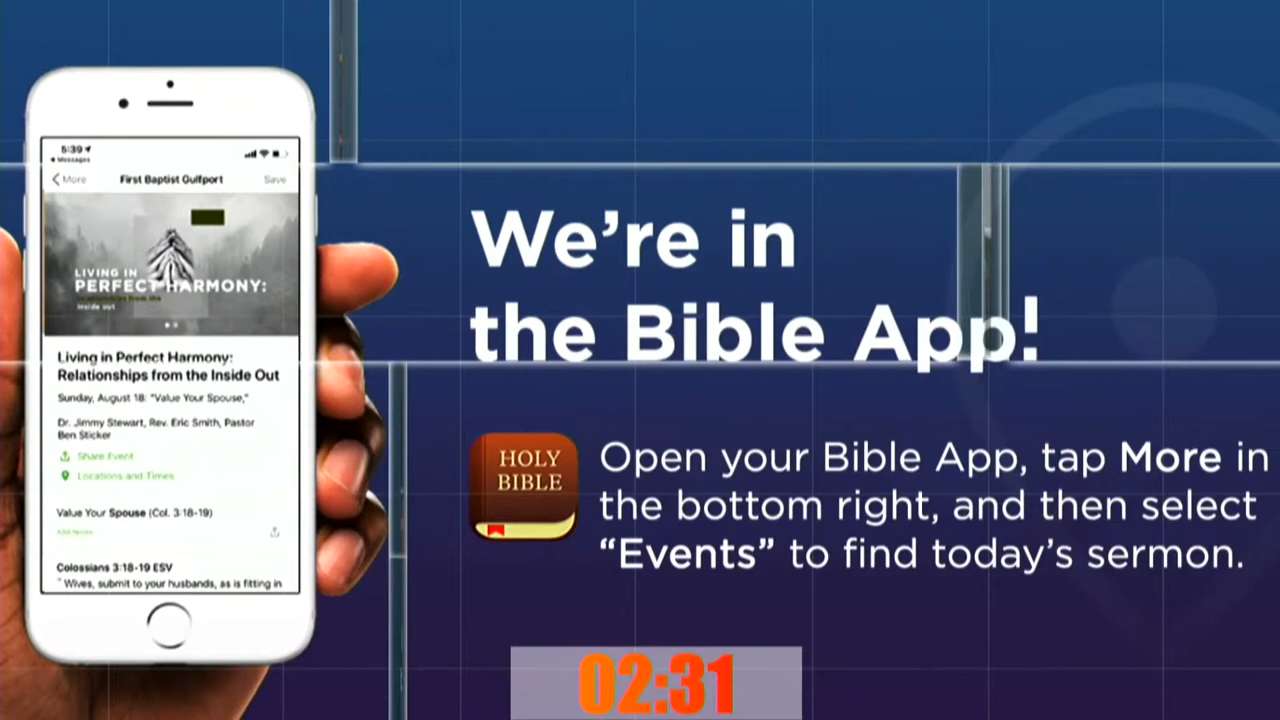 5:39
Messages
More
First Baptist Gulfport
Save
LIVING IN
PERFECT HARMONY:
relationships from the
inside out
Living in Perfect Harmony:
Relationships from the Inside Out
Sunday, August 18: "Value Your Spouse,"
Dr. Jimmy Stewart, Rev. Eric Smith, Pastor
Ben Sticker
Share Event
Locations and Times
Value Your Spouse (Col. 3:18-19)
Add Notes
Colossians 3:18-19 ESV
Wives, submit to your husbands, as is fitting in
We're in
the Bible App!
HOLY
BIBLE
Open your Bible App, tap More in
the bottom right, and then select
“Events” to find today's sermon.
02:31